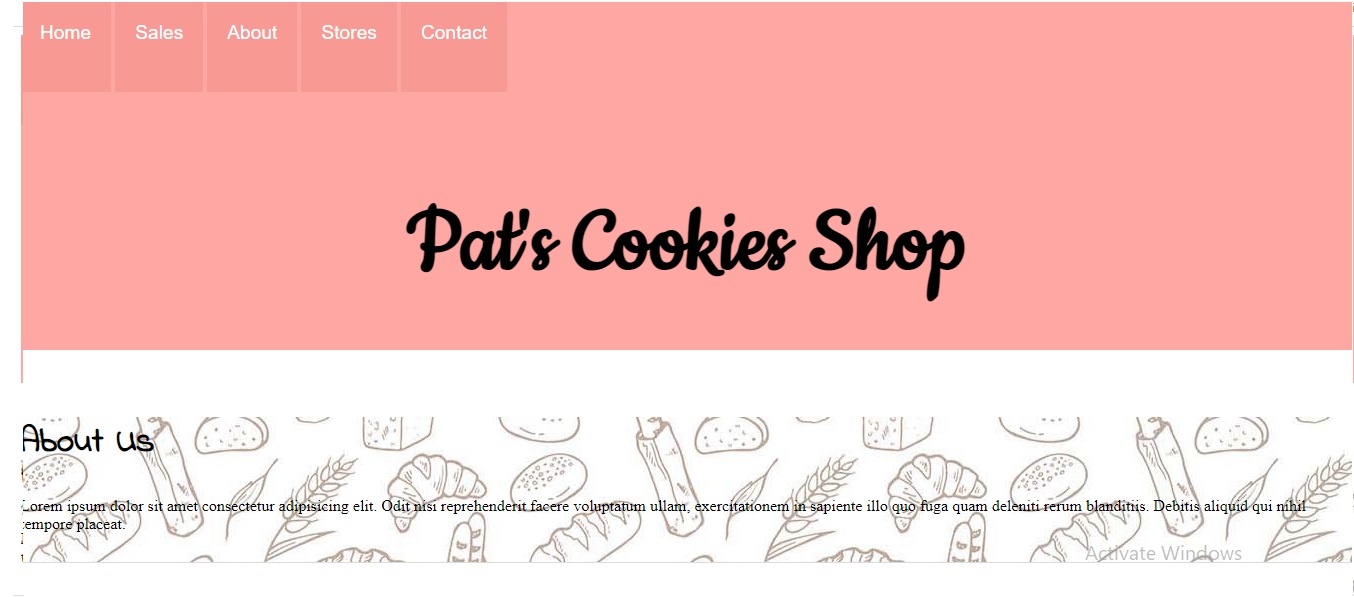 Home Sales About Stores Contact
Pat's Cookies Shop
About Us
Lorem ipsum dolor sit amet consectetur adipisicing elit. Odit nisi reprehenderit facere voluptatum ullam, exercitationem in sapiente illo quo fuga quam deleniti rerum blanditiis. Debitis aliquid qui nihil
tempore placeat.
Activate Windows